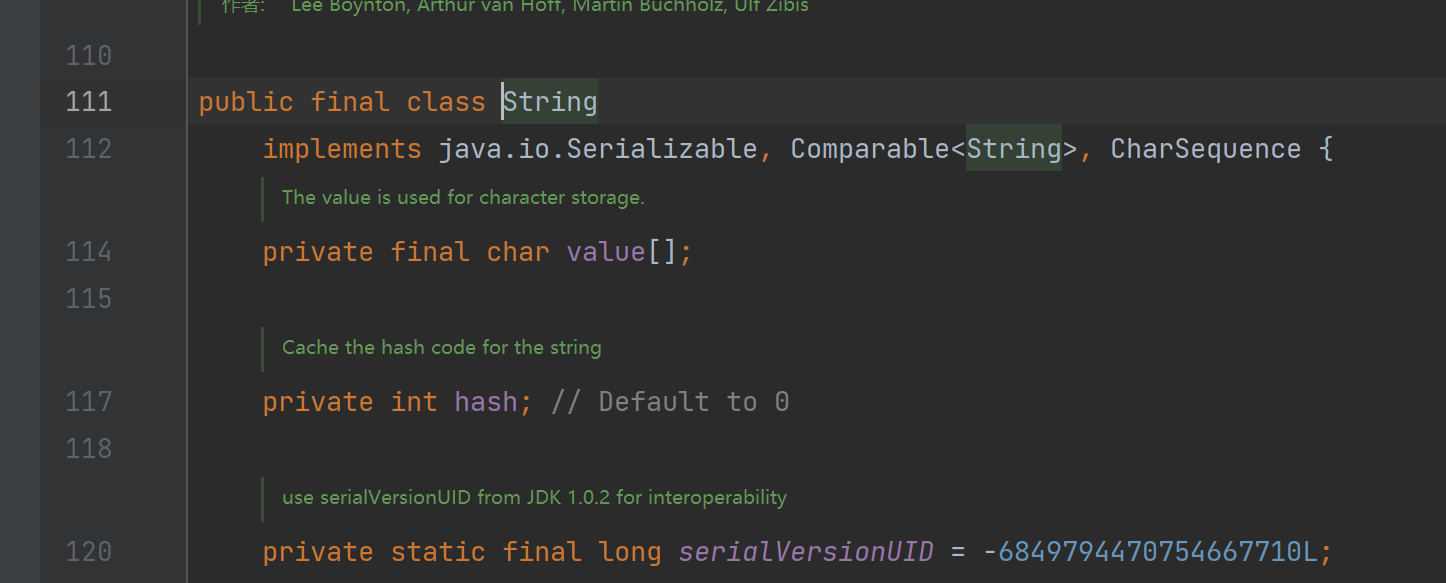 作者: Lee Boynton, Arthur van Hoff, Martin Buchholz, Ulf Zibis
110
111 public final class String
112 implements java.io.Serializable, Comparable<String>, CharSequence {
The value is used for character storage.
114 private final char value[];
115
Cache the hash code for the string
117 private int hash; // Default to 0
118
use serialVersionUID from JDK 1.0.2 for interoperability
120 private static final long serialVersionUID = -6849794470754667710L;